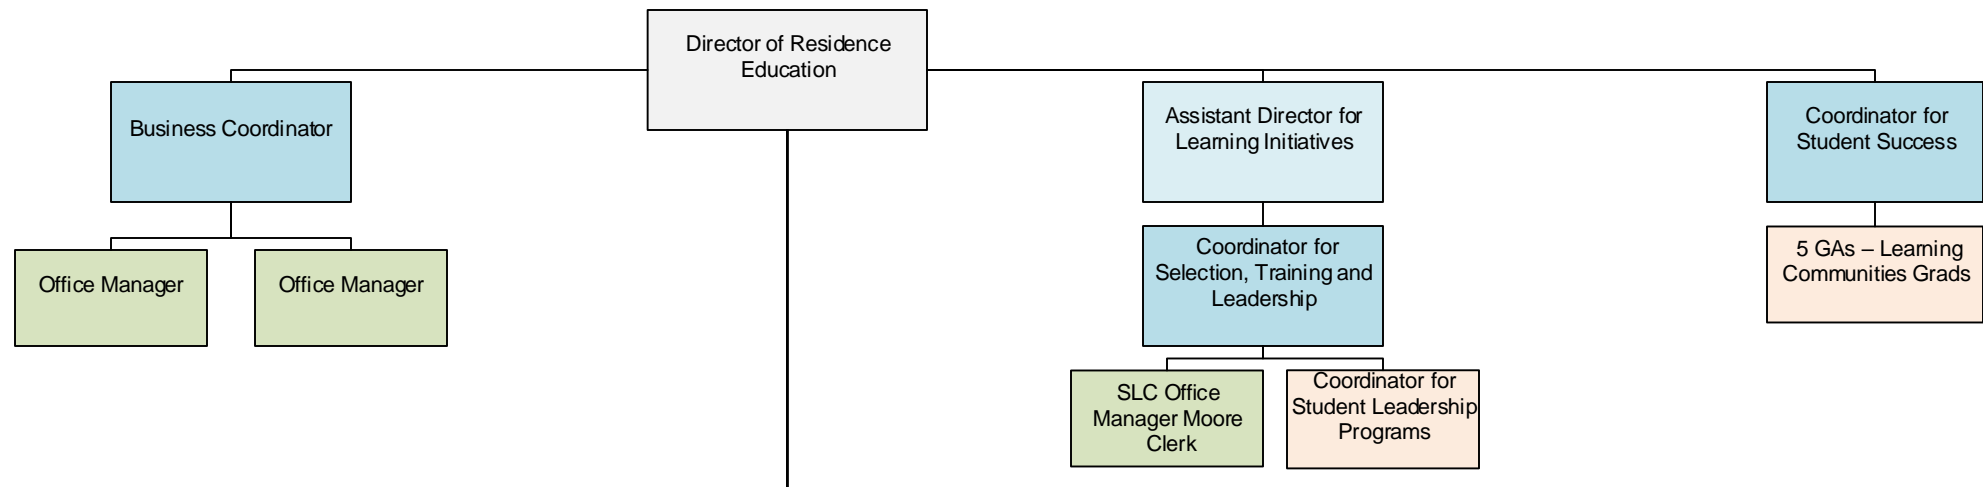 Director of Residence
Education
Business Coordinator
Assistant Director for
Learning Initiatives
Coordinator for
Student Success
Office Manager
Office Manager
Coordinator for
Selection, Training and
Leadership
5 GAs – Learning
Communities Grads
SLC Office
Manager Moore
Clerk
Coordinator for
Student Leadership
Programs